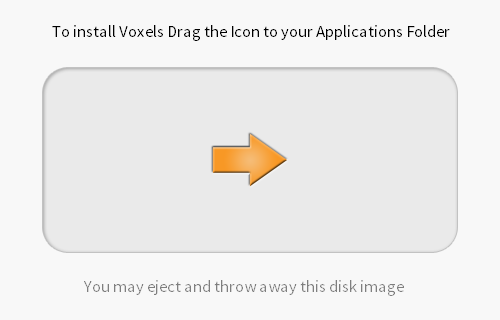 To install Voxels Drag the Icon to your Applications Folder
You may eject and throw away this disk image